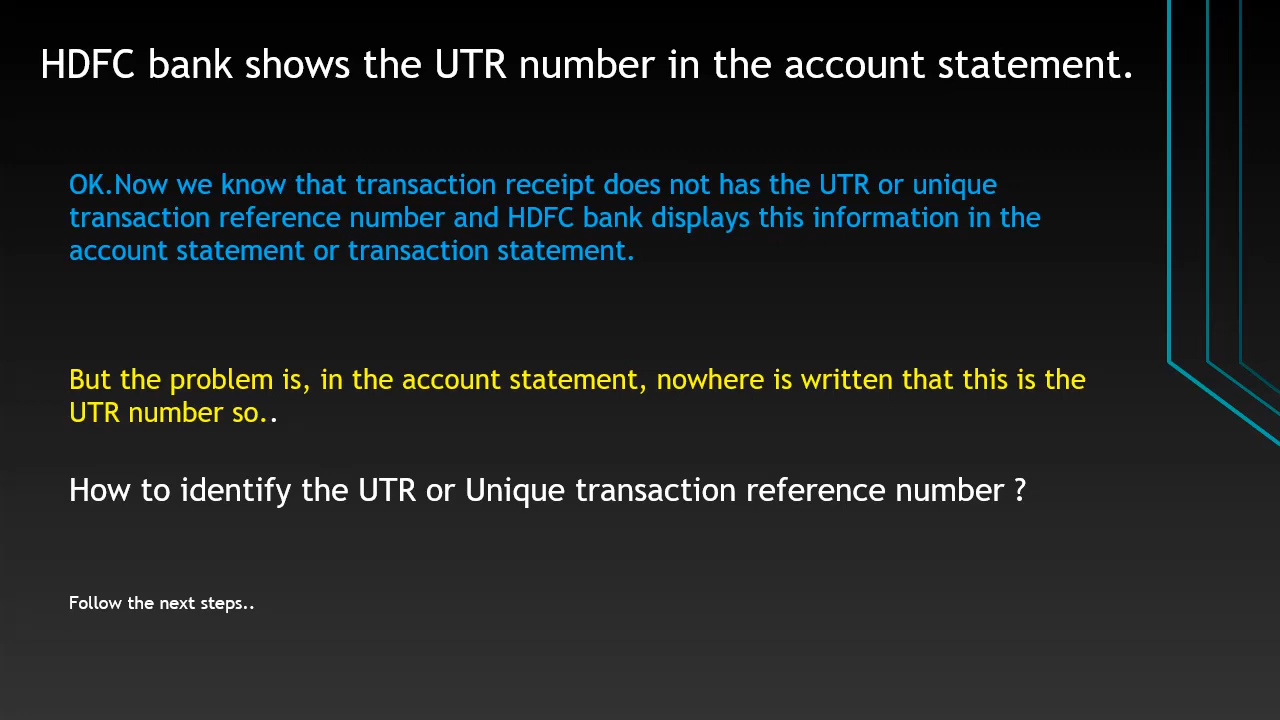 HDFC bank shows the UTR number in the account statement.
OK.Now we know that transaction receipt does not has the UTR or unique
transaction reference number and HDFC bank displays this information in the
account statement or transaction statement.
But the problem is, in the account statement, nowhere is written that this is the
UTR number so..
How to identify the UTR or Unique transaction reference number ?
Follow the next steps..